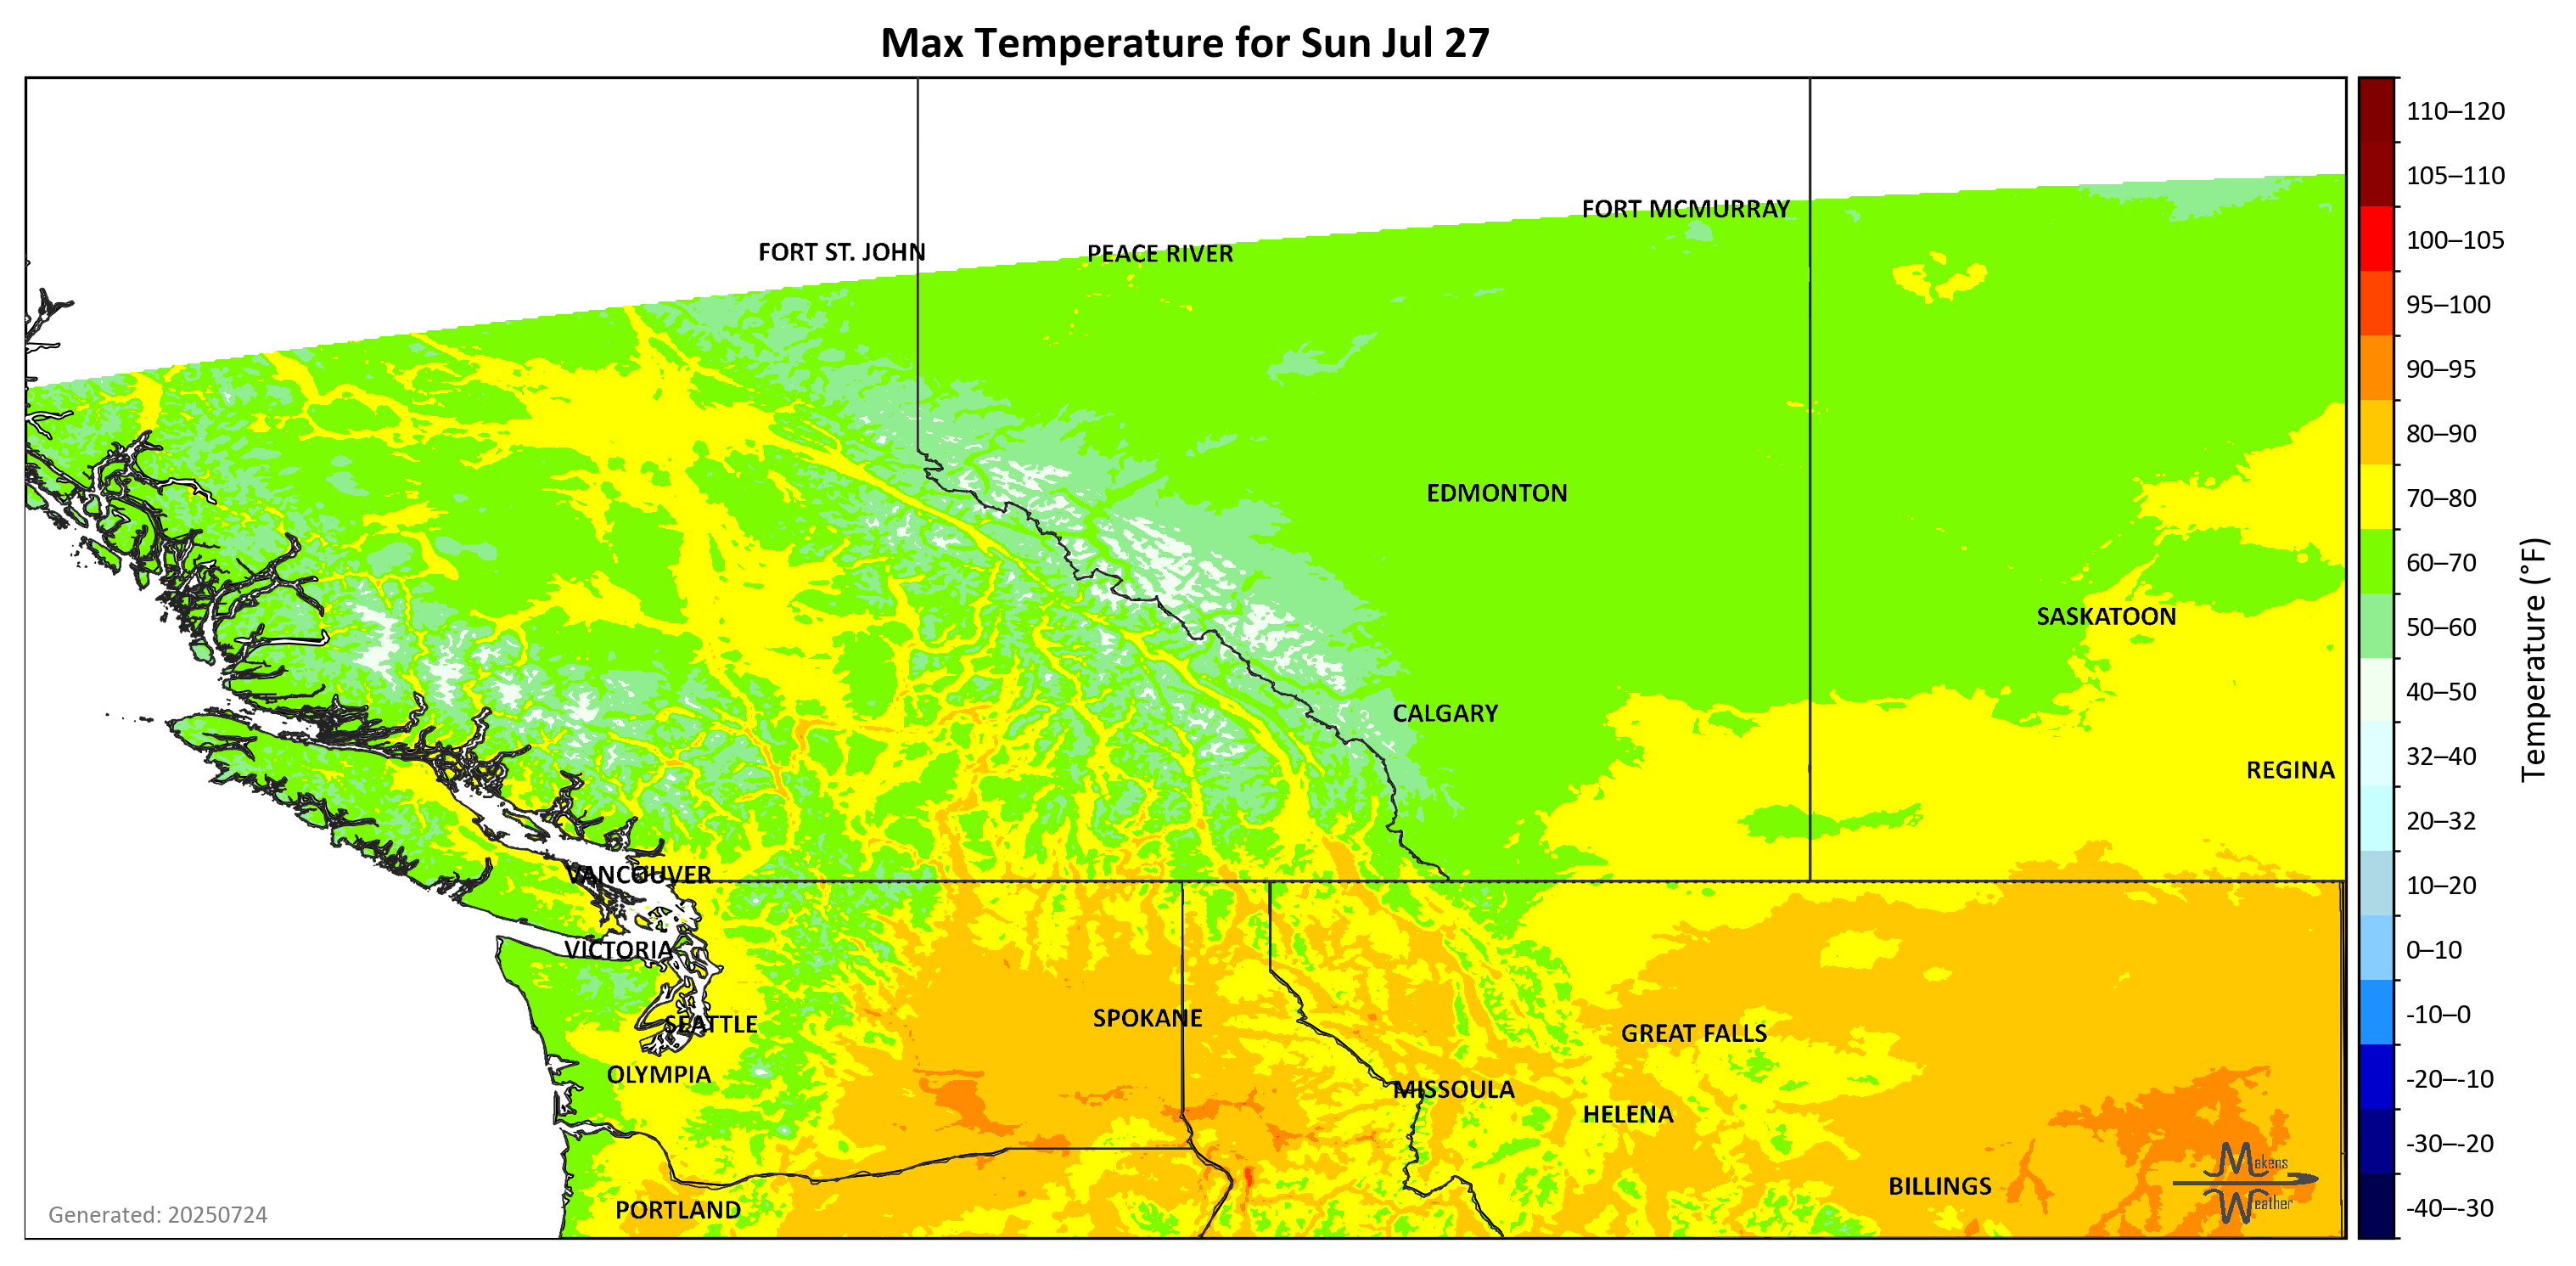 Max Temperature for Sun Jul 27
FORT MCMURRAY
FORT ST. JOHN
PEACE RIVER
EDMONTON
SASKATOON
CALGARY
REGINA
VANCOUVER
VICTORIA
SEATTLE
SPOKANE
GREAT FALLS
OLYMPIA
MISSOULA
HELENA
BILLINGS
PORTLAND
Makens
Weather
Generated: 20250724
110–120
105–110
100–105
95–100
90–95
80–90
70–80
60–70
50–60
40–50
32–40
20–32
10–20
0–10
-10–0
-20–-10
-30–-20
-40–-30
Temperature (°F)